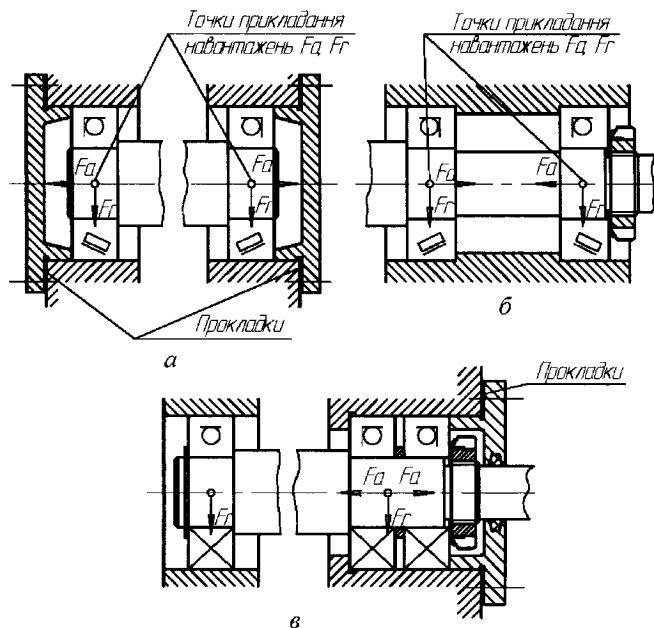 Точки прикладання
навантажень Fa, Fr
Точки прикладання
навантажень Fa, Fr
Fa
Fa
Fa
Fa
Fr
Fr
Fr
Fr
Прокладки
а
б
Прокладки
Fa
Fa
Fr
Fr
в